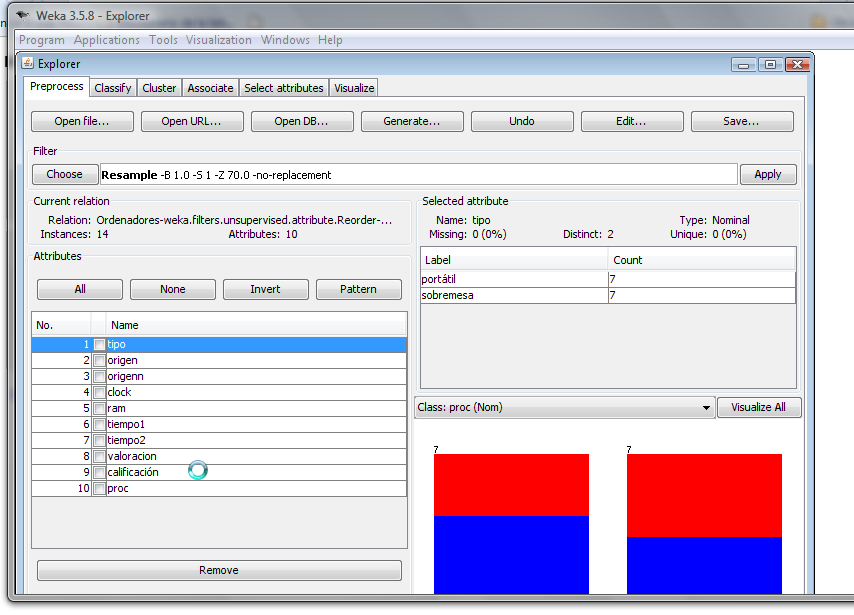 Weka 3.5.8 - Explorer
Program Applications Tools Visualization Windows Help
Explorer
Preprocess Classify Cluster Associate Select attributes Visualize
Open file... Open URL... Open DB... Generate... Undo Edit... Save...
Filter
Choose Resample -B 1.0 -S 1 -Z 70.0 -no-replacement Apply
Current relation
Relation: Ordenadores-weka.filters.unsupervised.attribute.Reorder-...
Instances: 14 Attributes: 10
Attributes
All None Invert Pattern
No. Name
1 tipo
2 origen
3 origenn
4 clock
5 ram
6 tiempo1
7 tiempo2
8 valoracion
9 calificación
10 proc
Remove
Selected attribute
Name: tipo Type: Nominal
Missing: 0 (0%) Distinct: 2 Unique: 0 (0%)
Label Count
portátil 7
sobremesa 7
Class: proc (Nom) Visualize All
7 7